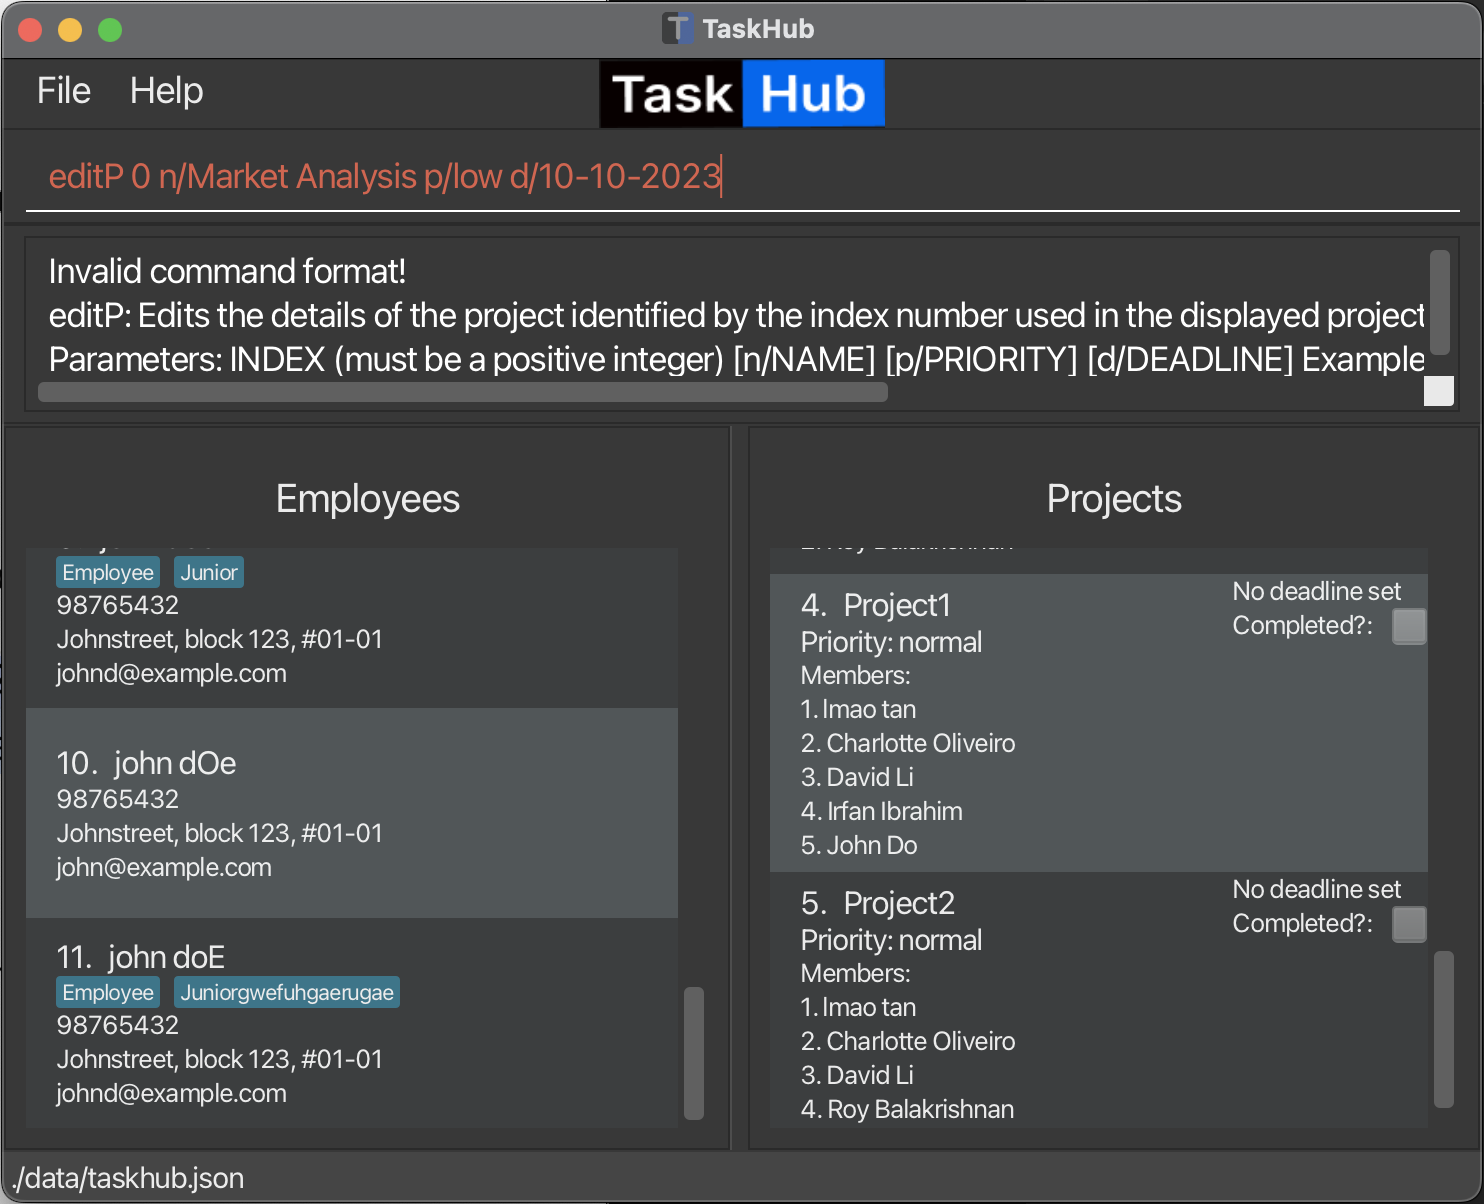 TaskHub
File Help
Task Hub
editP 0 n/Market Analysis p/low d/10-10-2023
Invalid command format!
editP: Edits the details of the project identified by the index number used in the displayed project
Parameters: INDEX (must be a positive integer) [n/NAME] [p/PRIORITY] [d/DEADLINE] Example
Employees
Employee Junior
98765432
Johnstreet, block 123, #01-01
johnd@example.com
10. john dOe
98765432
Johnstreet, block 123, #01-01
john@example.com
11. john doE
Employee Juniorgwefuhgaerugae
98765432
Johnstreet, block 123, #01-01
johnd@example.com
Projects
4. Project1
No deadline set
Completed?:
Priority: normal
Members:
1. lmao tan
2. Charlotte Oliveiro
3. David Li
4. Irfan Ibrahim
5. John Do
5. Project2
No deadline set
Completed?:
Priority: normal
Members:
1. lmao tan
2. Charlotte Oliveiro
3. David Li
4. Roy Balakrishnan
./data/taskhub.json